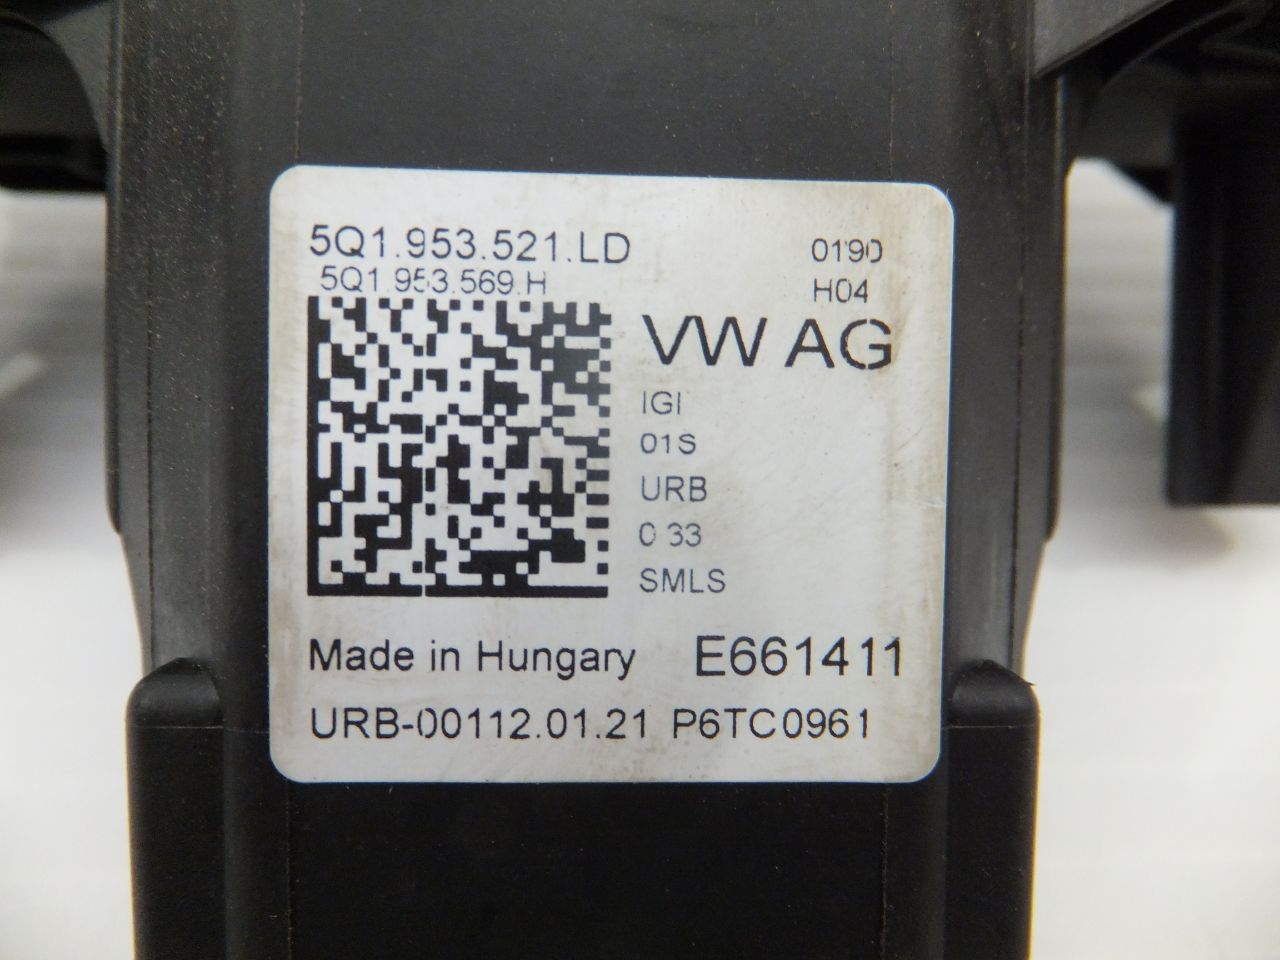 5Q1.953.521.LD 0190
5Q1.953.569.H H04
VW AG
IGI
01S
URB
0 33
SMLS
Made in Hungary E661411
URB-00112.01.21 P6TC0961